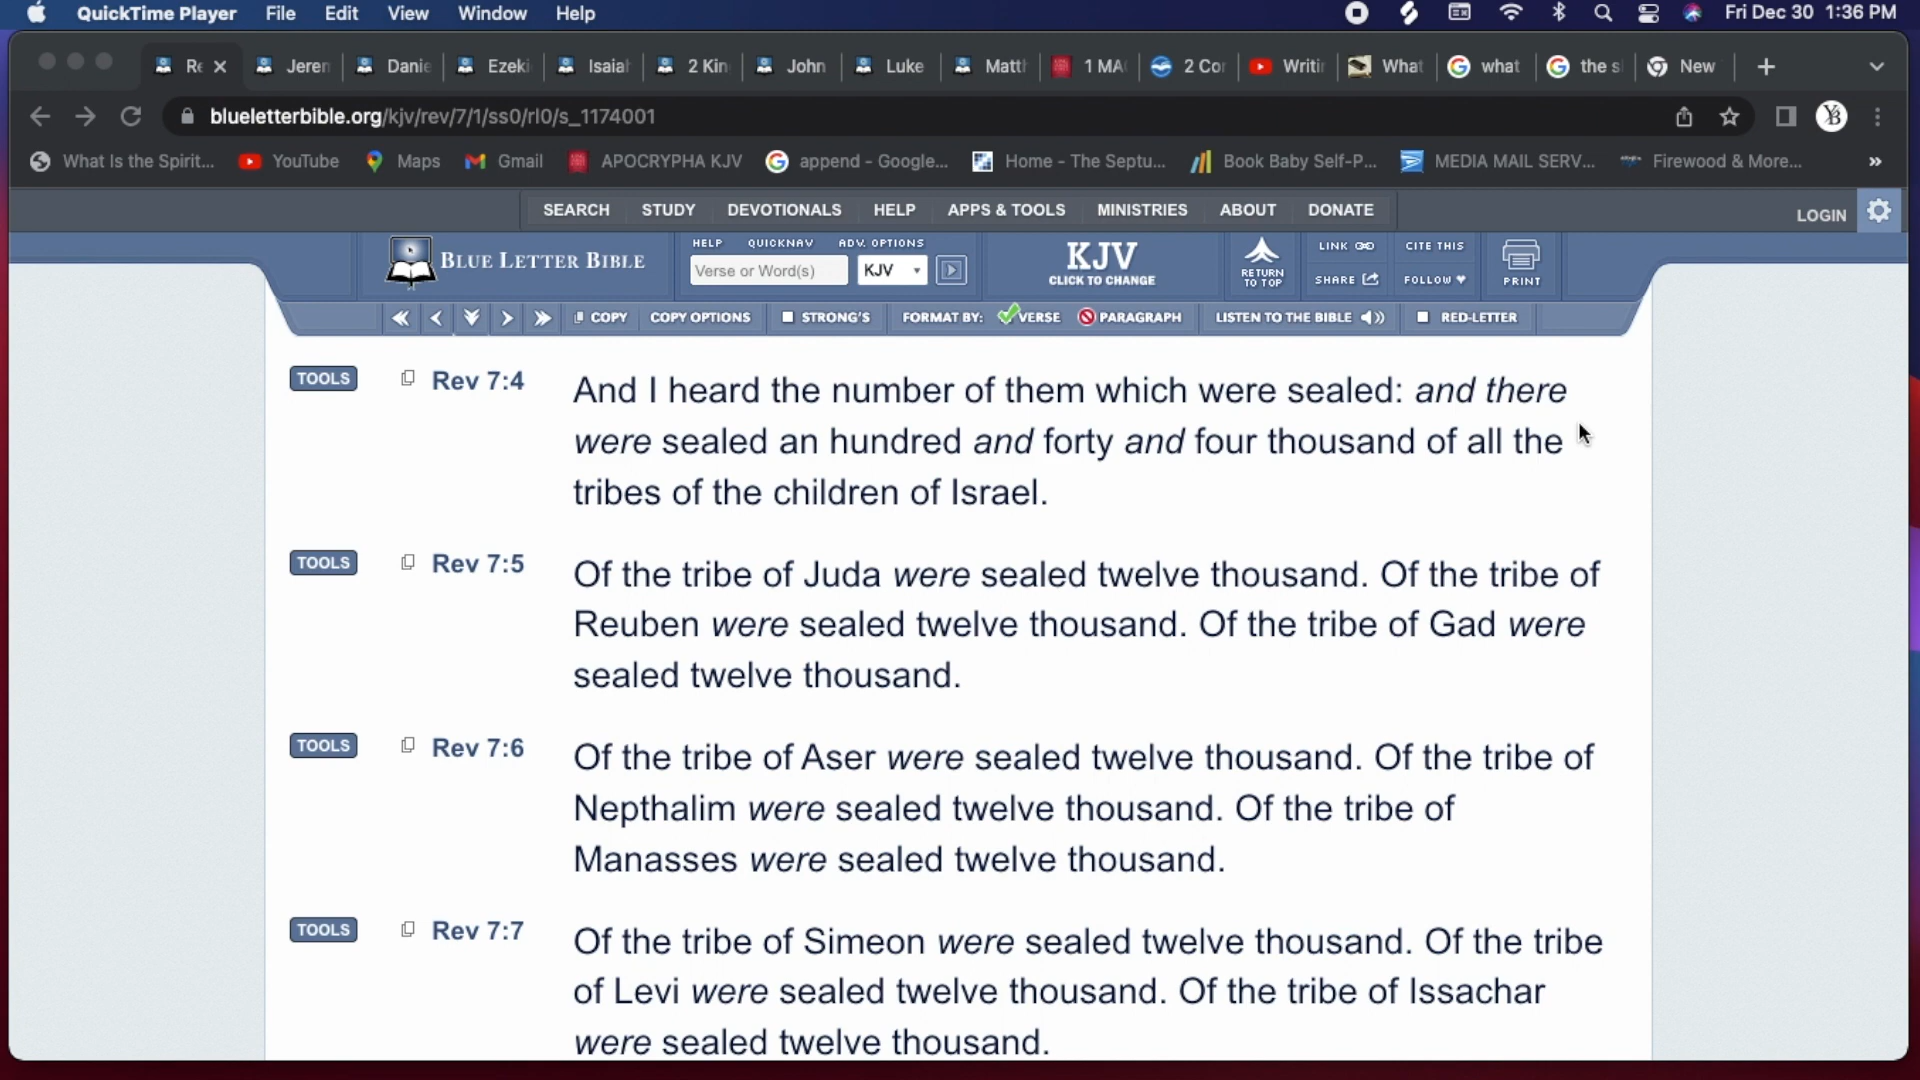 QuickTime Player File Edit View Window Help Fri Dec 30 1:36 PM
Re Jerem Danie Ezeki Isaiah 2 Kin John Luke Matth 1 MA 2 Cor Writin What what the s New
blueletterbible.org/kjv/rev/7/1/ss0/rl0/s_1174001
What Is the Spirit... YouTube Maps Gmail APOCRYPHA KJV append - Google... Home - The Septu... Book Baby Self-P... MEDIA MAIL SERV... Firewood & More... »
SEARCH STUDY DEVOTIONALS HELP APPS & TOOLS MINISTRIES ABOUT DONATE LOGIN
BLUE LETTER BIBLE
HELP QUICKNAV ADV. OPTIONS
Verse or Word(s) KJV
KJV
CLICK TO CHANGE
RETURN
TO TOP
LINK CITE THIS
SHARE FOLLOW
PRINT
COPY COPY OPTIONS STRONG'S FORMAT BY: VERSE PARAGRAPH LISTEN TO THE BIBLE RED-LETTER
TOOLS Rev 7:4 And I heard the number of them which were sealed: and there
were sealed an hundred and forty and four thousand of all the
tribes of the children of Israel.
TOOLS Rev 7:5 Of the tribe of Juda were sealed twelve thousand. Of the tribe of
Reuben were sealed twelve thousand. Of the tribe of Gad were
sealed twelve thousand.
TOOLS Rev 7:6 Of the tribe of Aser were sealed twelve thousand. Of the tribe of
Nepthalim were sealed twelve thousand. Of the tribe of
Manasses were sealed twelve thousand.
TOOLS Rev 7:7 Of the tribe of Simeon were sealed twelve thousand. Of the tribe
of Levi were sealed twelve thousand. Of the tribe of Issachar
were sealed twelve thousand.